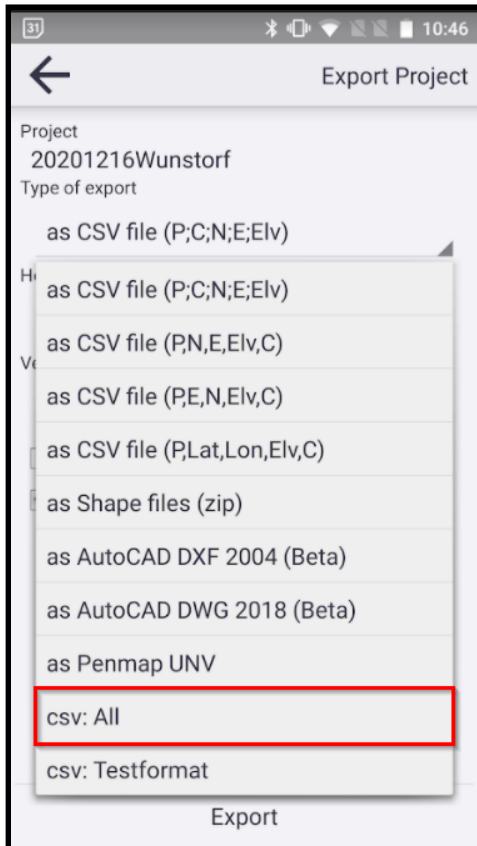 31
10:46
Export Project
Project
20201216Wunstorf
Type of export
as CSV file (P;C;N;E;Elv)
as CSV file (P;C;N;E;Elv)
as CSV file (P,N,E,Elv,C)
as CSV file (P,E,N,Elv,C)
as CSV file (P,Lat,Lon,Elv,C)
as Shape files (zip)
as AutoCAD DXF 2004 (Beta)
as AutoCAD DWG 2018 (Beta)
as Penmap UNV
csv: All
csv: Testformat
Export